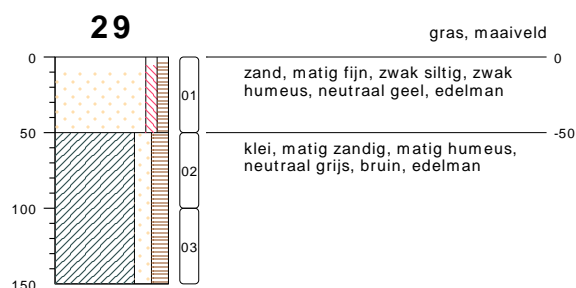 29
gras, maaiveld
0
0
zand, matig fijn, zwak siltig, zwak
humeus, neutraal geel, edelman
01
50
-50
klei, matig zandig, matig humeus,
neutraal grijs, bruin, edelman
02
100
03
150